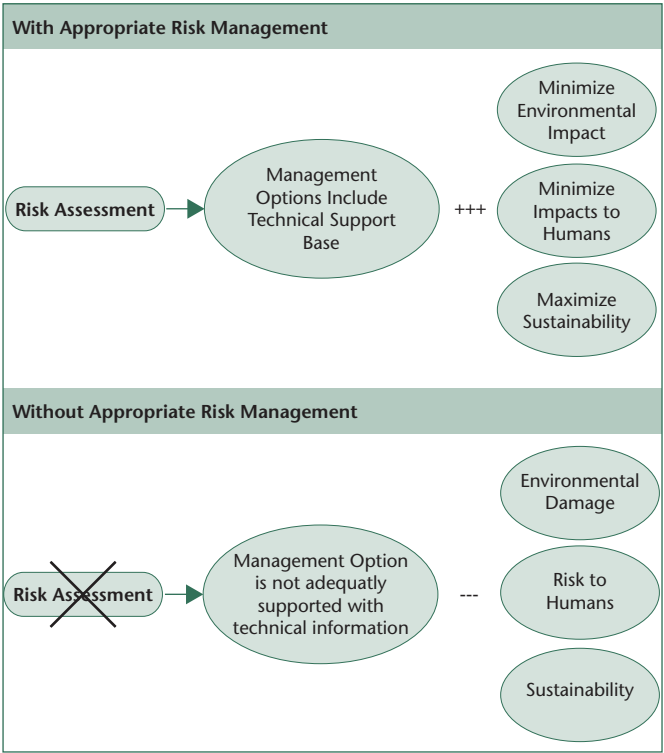 With Appropriate Risk Management
Risk Assessment
Management
Options Include
Technical Support
Base
+++
Minimize
Environmental
Impact
Minimize
Impacts to
Humans
Maximize
Sustainability
Without Appropriate Risk Management
Risk Assessment
Management Option
is not adequatly
supported with
technical information
---
Environmental
Damage
Risk to
Humans
Sustainability